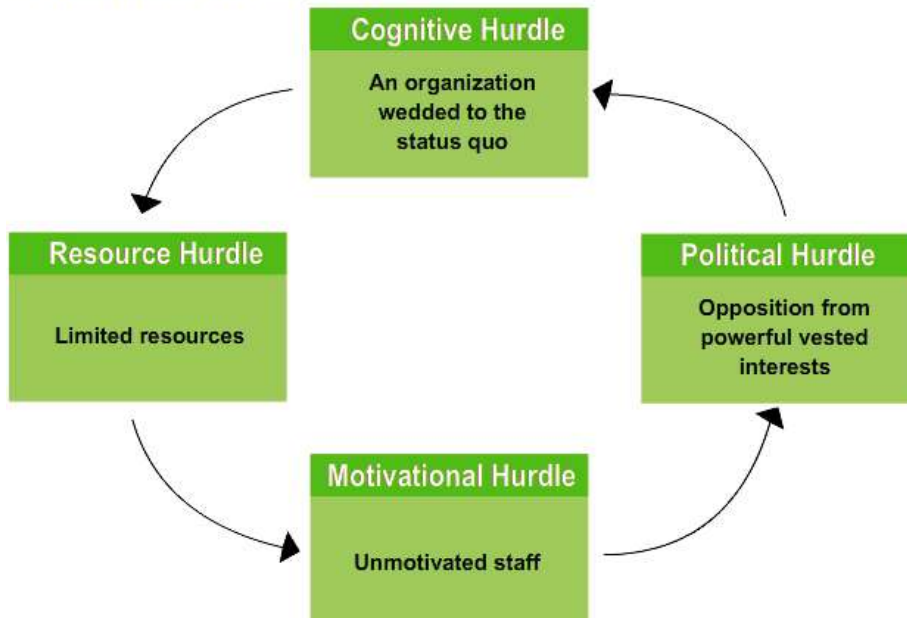 Cognitive Hurdle
An organization
wedded to the
status quo
Resource Hurdle
Limited resources
Political Hurdle
Opposition from
powerful vested
interests
Motivational Hurdle
Unmotivated staff